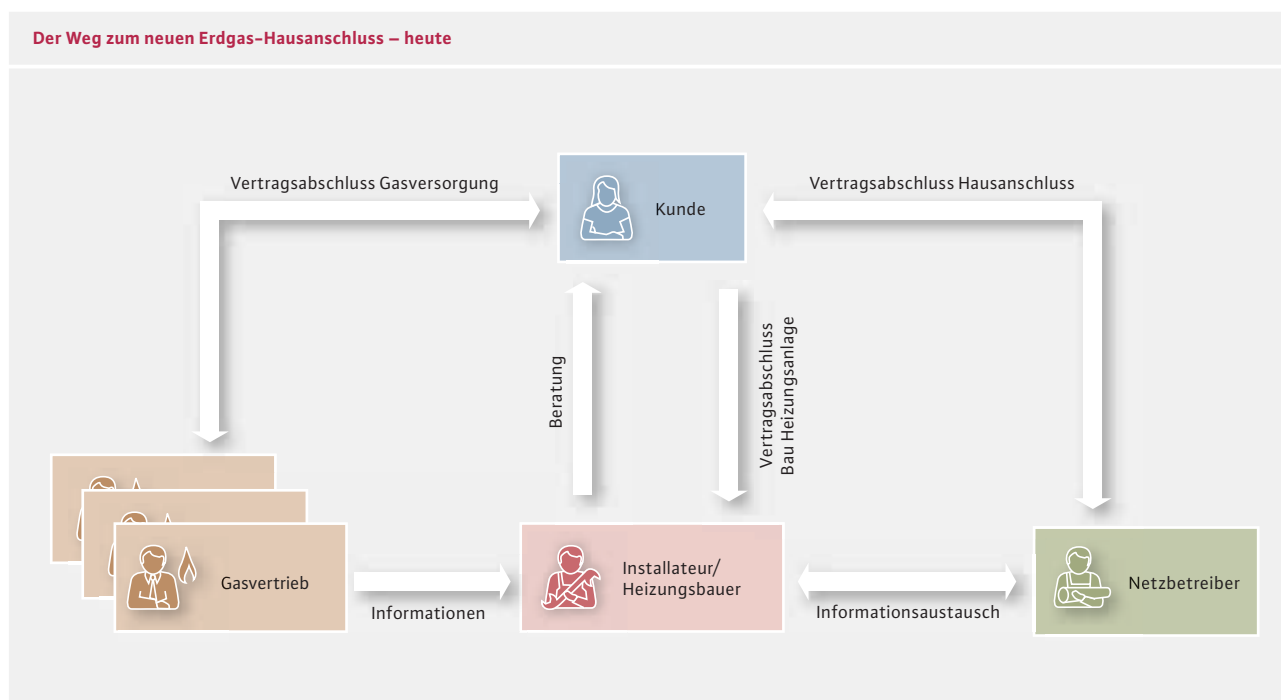 Der Weg zum neuen Erdgas-Hausanschluss – heute
Vertragsabschluss Gasversorgung
Kunde
Vertragsabschluss Hausanschluss
Beratung
Vertragsabschluss
Bau Heizungsanlage
Gasvertrieb
Informationen
Installateur/
Heizungsbauer
Informationsaustausch
Netzbetreiber